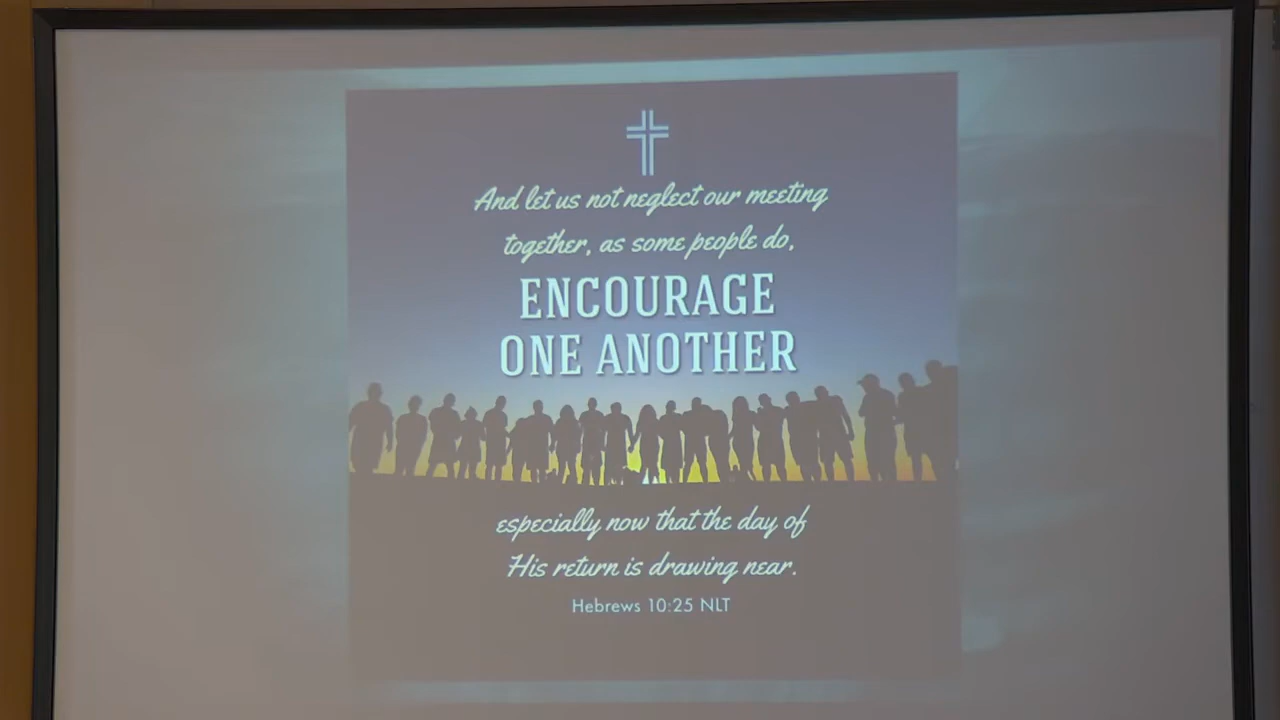 And let us not neglect our meeting
together, as some people do,
ENCOURAGE
ONE ANOTHER
especially now that the day of
His return is drawing near.
Hebrews 10:25 NLT